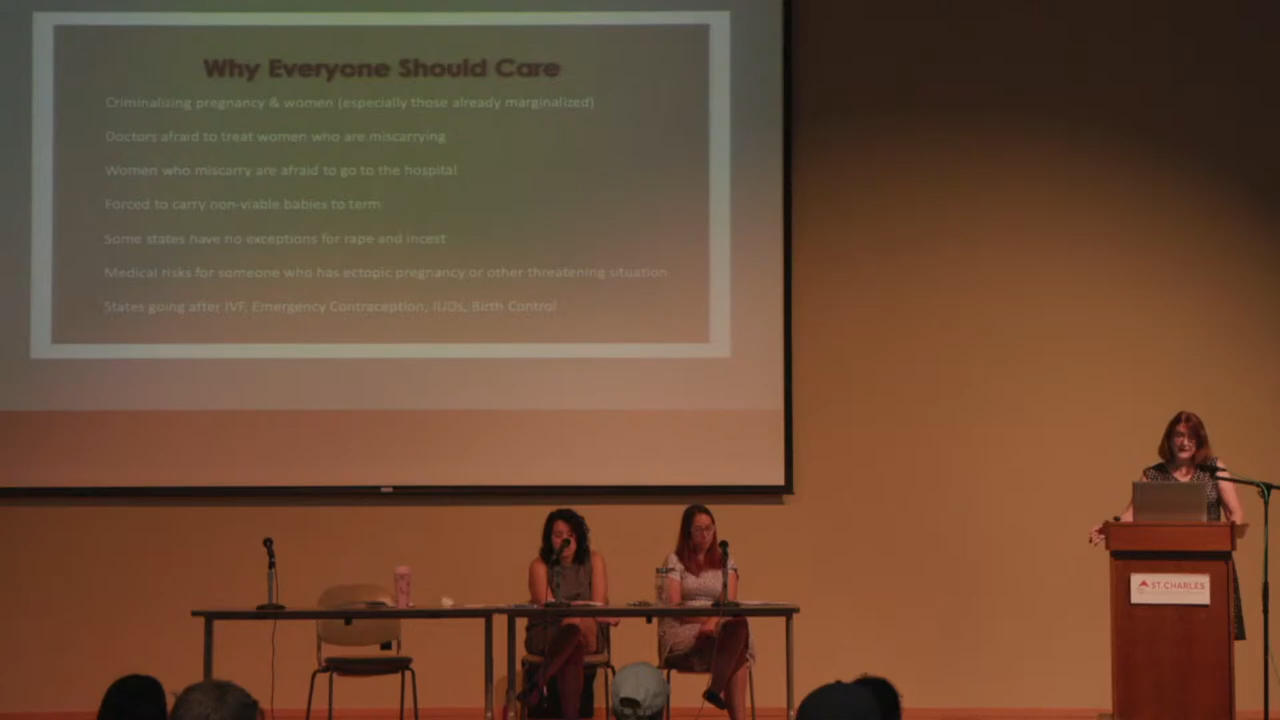 Why Everyone Should Care
Criminalizing pregnancy & women (especially those already marginalized)
Doctors afraid to treat women who are miscarrying
Women who miscarry are afraid to go to the hospital
Forced to carry non-viable babies to term
Some states have no exceptions for rape and incest
Medical risks for someone who has ectopic pregnancy or other threatening situation
States going after IVF, Emergency Contraception, IUDs, Birth Control
ST. CHARLES